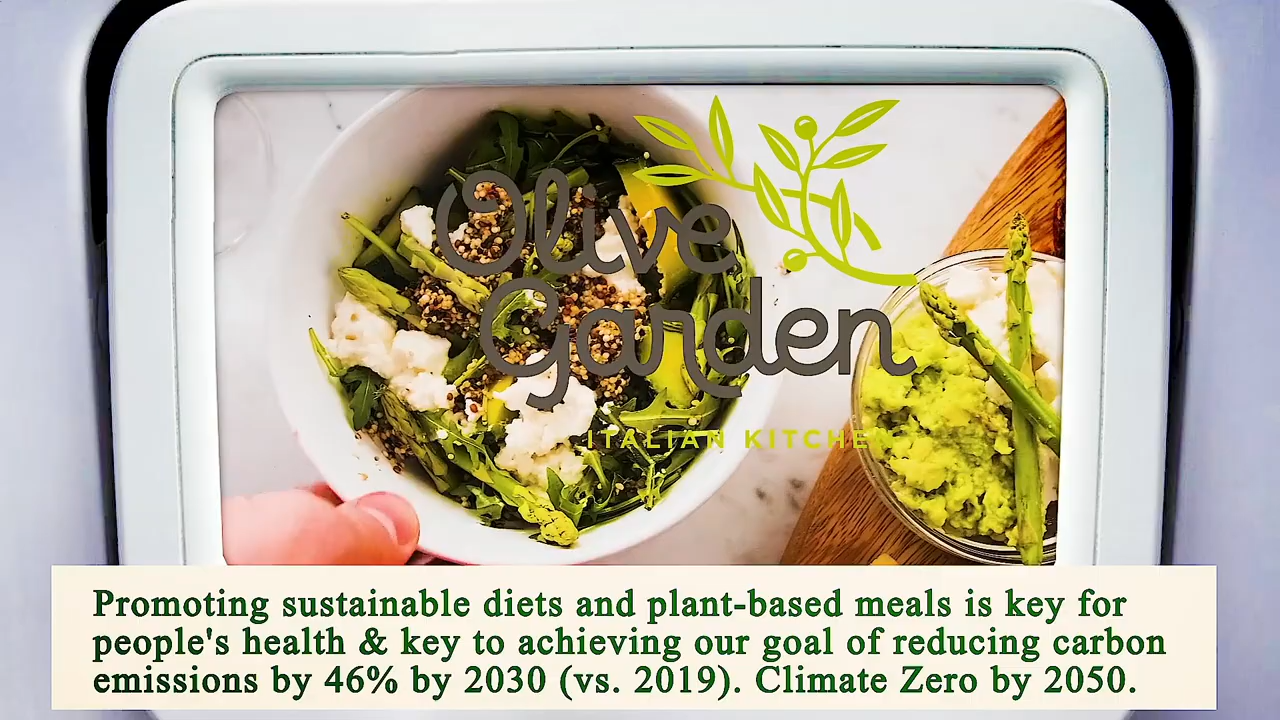 Olive
Garden
ITALIAN KITCHEN
Promoting sustainable diets and plant-based meals is key for
people's health & key to achieving our goal of reducing carbon
emissions by 46% by 2030 (vs. 2019). Climate Zero by 2050.